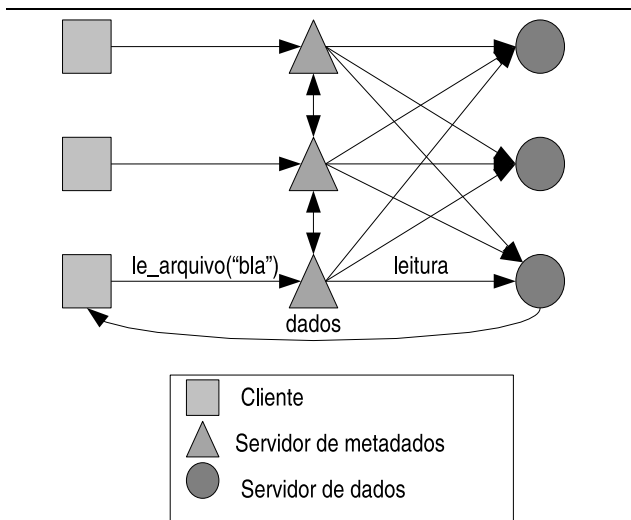 le_arquivo(“bla”)
leitura
dados
Cliente
Servidor de metadados
Servidor de dados